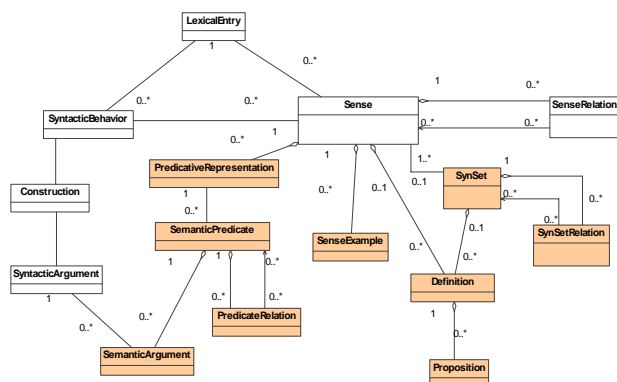 LexicalEntry
1
1
0..*
0..*
0..*
1
0..*
SyntacticBehavior
Sense
SenseRelation
0..*
0..*
0..*
1
1
1..*
1
PredicativeRepresentation
0..1
0..1
SynSet
Construction
0..*
0..*
0..*
1
0..*
SemanticPredicate
0..1
SenseExample
SynSetRelation
1
1
0..*
0..*
0..*
SyntacticArgument
Definition
1
0..*
0..*
1
PredicateRelation
0..*
0..*
0..*
SemanticArgument
Proposition